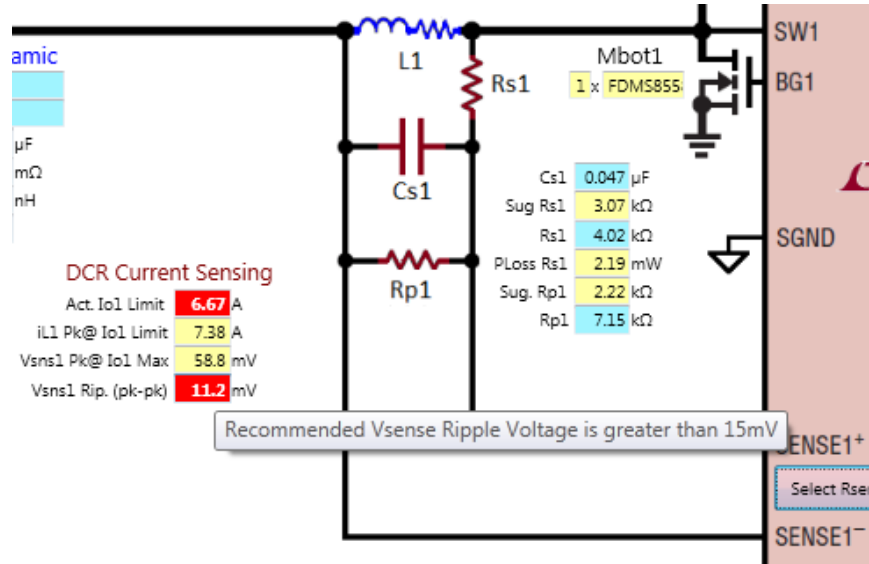 SW1
L1
Mbot1
amic
Rs1
1 x FDMS855
BG1
µF
mΩ
nH
Cs1
Cs1 0.047 µF
Sug Rs1 3.07 kΩ
Rs1 4.02 kΩ
PLoss Rs1 2.19 mW
Sug. Rp1 2.22 kΩ
Rp1 7.15 kΩ
SGND
Rp1
DCR Current Sensing
Act. Io1 Limit 6.67 A
iL1 Pk@ Io1 Limit 7.38 A
Vsns1 Pk@ Io1 Max 58.8 mV
Vsns1 Rip. (pk-pk) 11.2 mV
Recommended Vsense Ripple Voltage is greater than 15mV
SENSE1+
Select Rse
SENSE1−